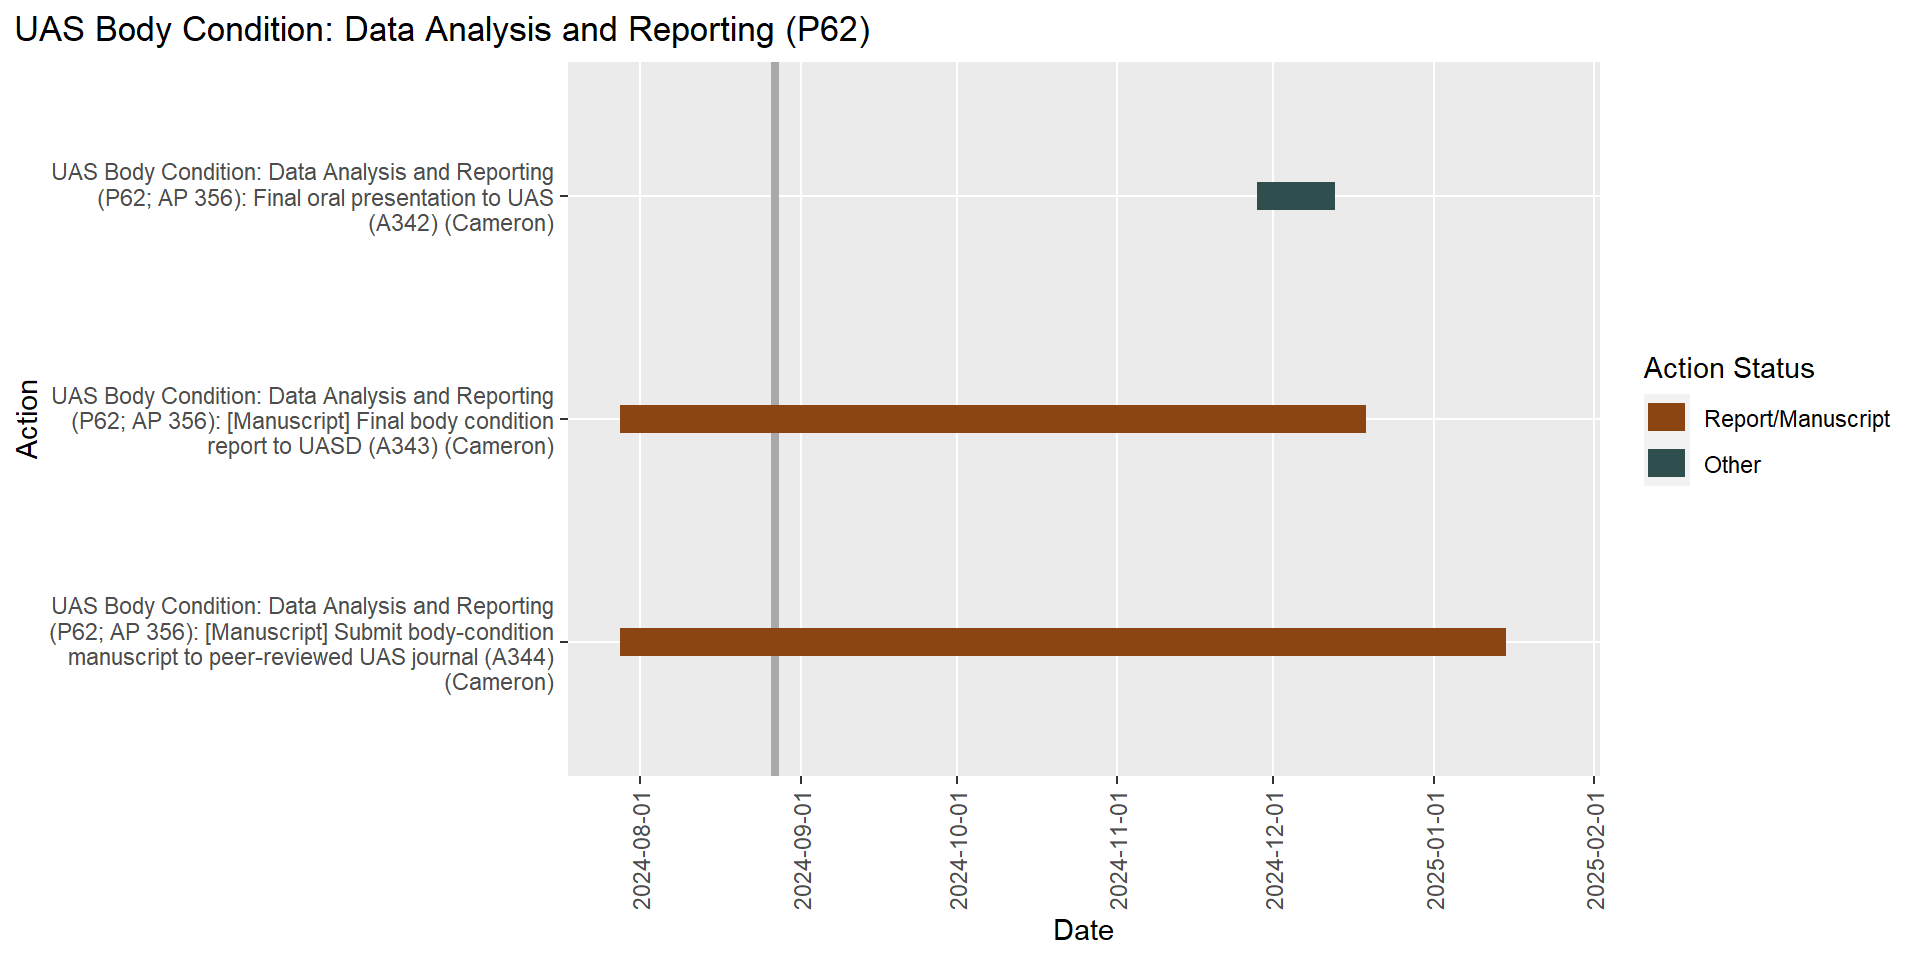 UAS Body Condition: Data Analysis and Reporting (P62)
UAS Body Condition: Data Analysis and Reporting
(P62; AP 356): Final oral presentation to UAS
(A342) (Cameron)
UAS Body Condition: Data Analysis and Reporting
(P62; AP 356): [Manuscript] Final body condition
report to UASD (A343) (Cameron)
UAS Body Condition: Data Analysis and Reporting
(P62; AP 356): [Manuscript] Submit body-condition
manuscript to peer-reviewed UAS journal (A344)
(Cameron)
Action
2024-08-01
2024-09-01
2024-10-01
2024-11-01
2024-12-01
2025-01-01
2025-02-01
Date
Action Status
Report/Manuscript
Other